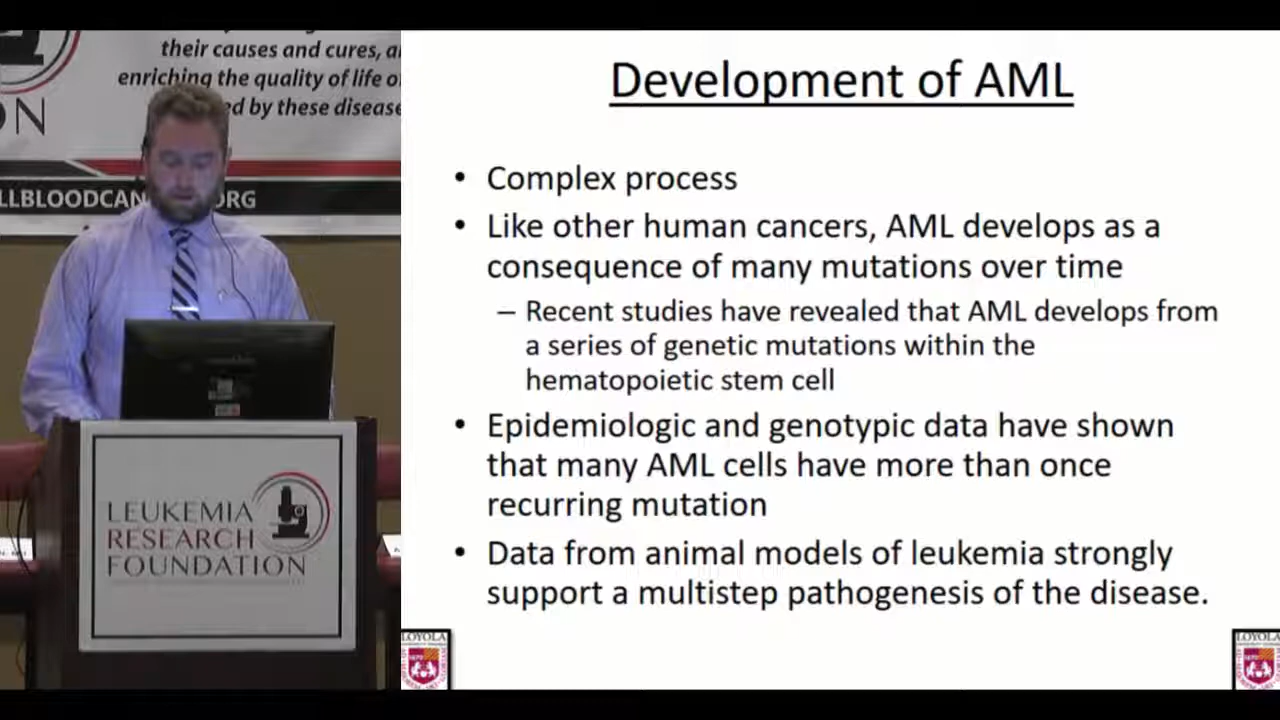 their causes and cures, a
enriching the quality of life o
ed by these disease
ON
LLBLOODCAN
ORG
LEUKEMIA
RESEARCH
FOUNDATION
Development of AML
• Complex process
• Like other human cancers, AML develops as a
consequence of many mutations over time
– Recent studies have revealed that AML develops from
a series of genetic mutations within the
hematopoietic stem cell
• Epidemiologic and genotypic data have shown
that many AML cells have more than once
recurring mutation
• Data from animal models of leukemia strongly
support a multistep pathogenesis of the disease.
LOYOLA
LOYOLA